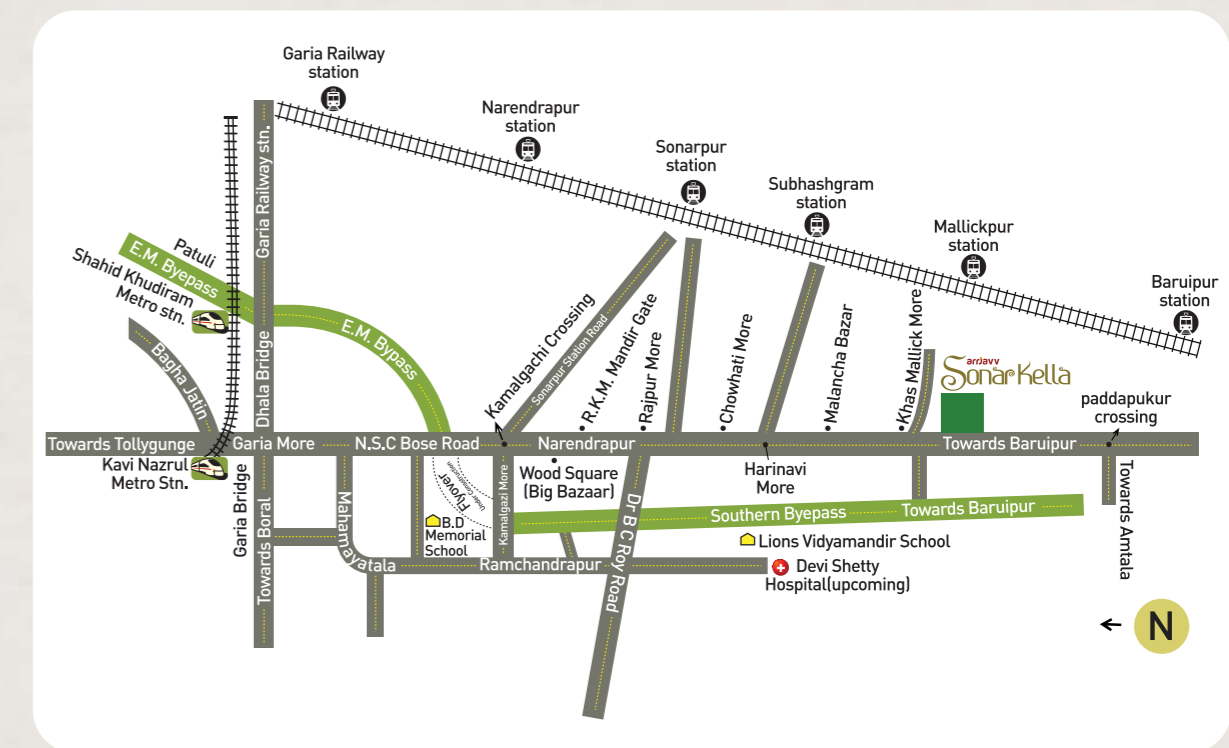 Garia Railway
station
Narendrapur
station
Sonarpur
station
Subhashgram
station
Mallickpur
station
Baruipur
station
Garia Railway stn.
Patuli
E.M. Byepass
Shahid Khudiram
Metro stn.
Bagha Jatin
Dhala Bridge
E.M. Bypass
Kamalgachi Crossing
Sonarpur Station Road
R.K.M. Mandir Gate
Rajpur More
Chowhati More
Malancha Bazar
Khas Mallick More
arrjavv
Sonar Kella
paddapukur
crossing
Towards Tollygunge
Garia More
N.S.C Bose Road
Narendrapur
Towards Baruipur
Kavi Nazrul
Metro Stn.
Garia Bridge
Towards Boral
Mahamayatala
Flyover
Under Construction
Kamalgazi More
Wood Square
(Big Bazaar)
Harinavi
More
Dr B C Roy Road
Southern Byepass
Towards Baruipur
Towards Amtala
B.D
Memorial
School
Lions Vidyamandir School
Ramchandrapur
Devi Shetty
Hospital(upcoming)
N